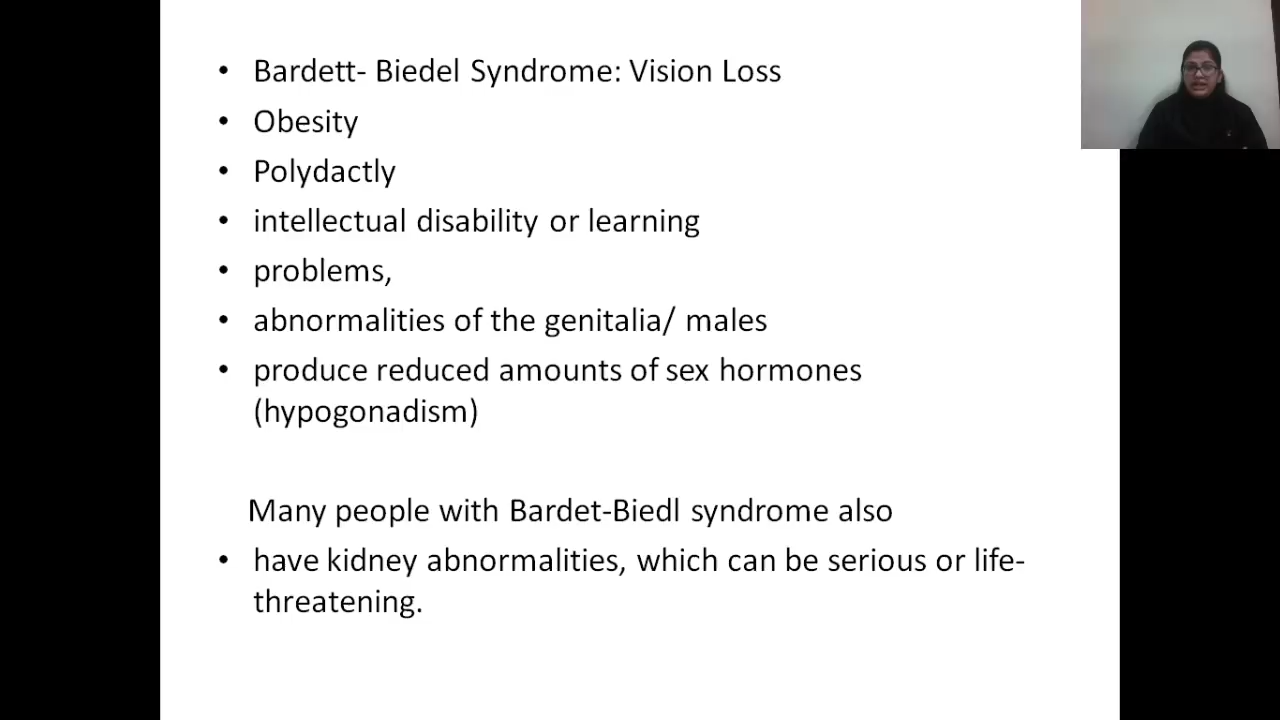 • Bardett- Biedel Syndrome: Vision Loss
• Obesity
• Polydactly
• intellectual disability or learning
• problems,
• abnormalities of the genitalia/ males
• produce reduced amounts of sex hormones
(hypogonadism)
Many people with Bardet-Biedl syndrome also
• have kidney abnormalities, which can be serious or life-
threatening.